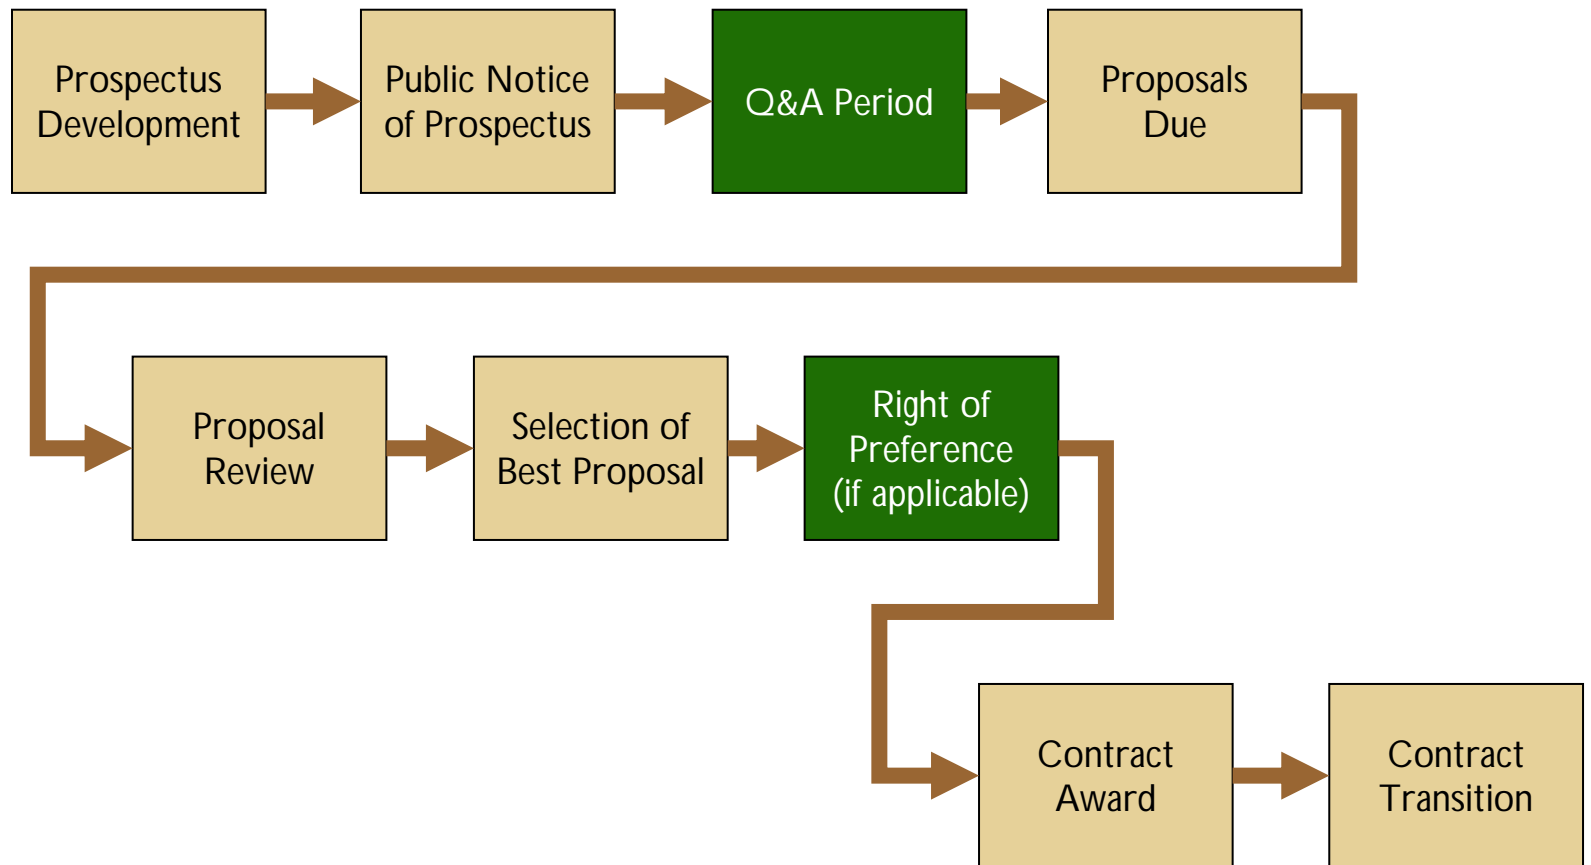 Prospectus
Development
Public Notice
of Prospectus
Q&A Period
Proposals
Due
Proposal
Review
Selection of
Best Proposal
Right of
Preference
(if applicable)
Contract
Award
Contract
Transition